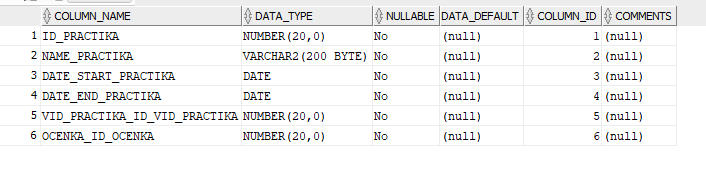 COLUMN_NAME DATA_TYPE NULLABLE DATA_DEFAULT COLUMN_ID COMMENTS
1 ID_PRACTIKA NUMBER(20,0) No (null) 1 (null)
2 NAME_PRACTIKA VARCHAR2(200 BYTE) No (null) 2 (null)
3 DATE_START_PRACTIKA DATE No (null) 3 (null)
4 DATE_END_PRACTIKA DATE No (null) 4 (null)
5 VID_PRACTIKA_ID_VID_PRACTIKA NUMBER(20,0) No (null) 5 (null)
6 OCENKA_ID_OCENKA NUMBER(20,0) No (null) 6 (null)